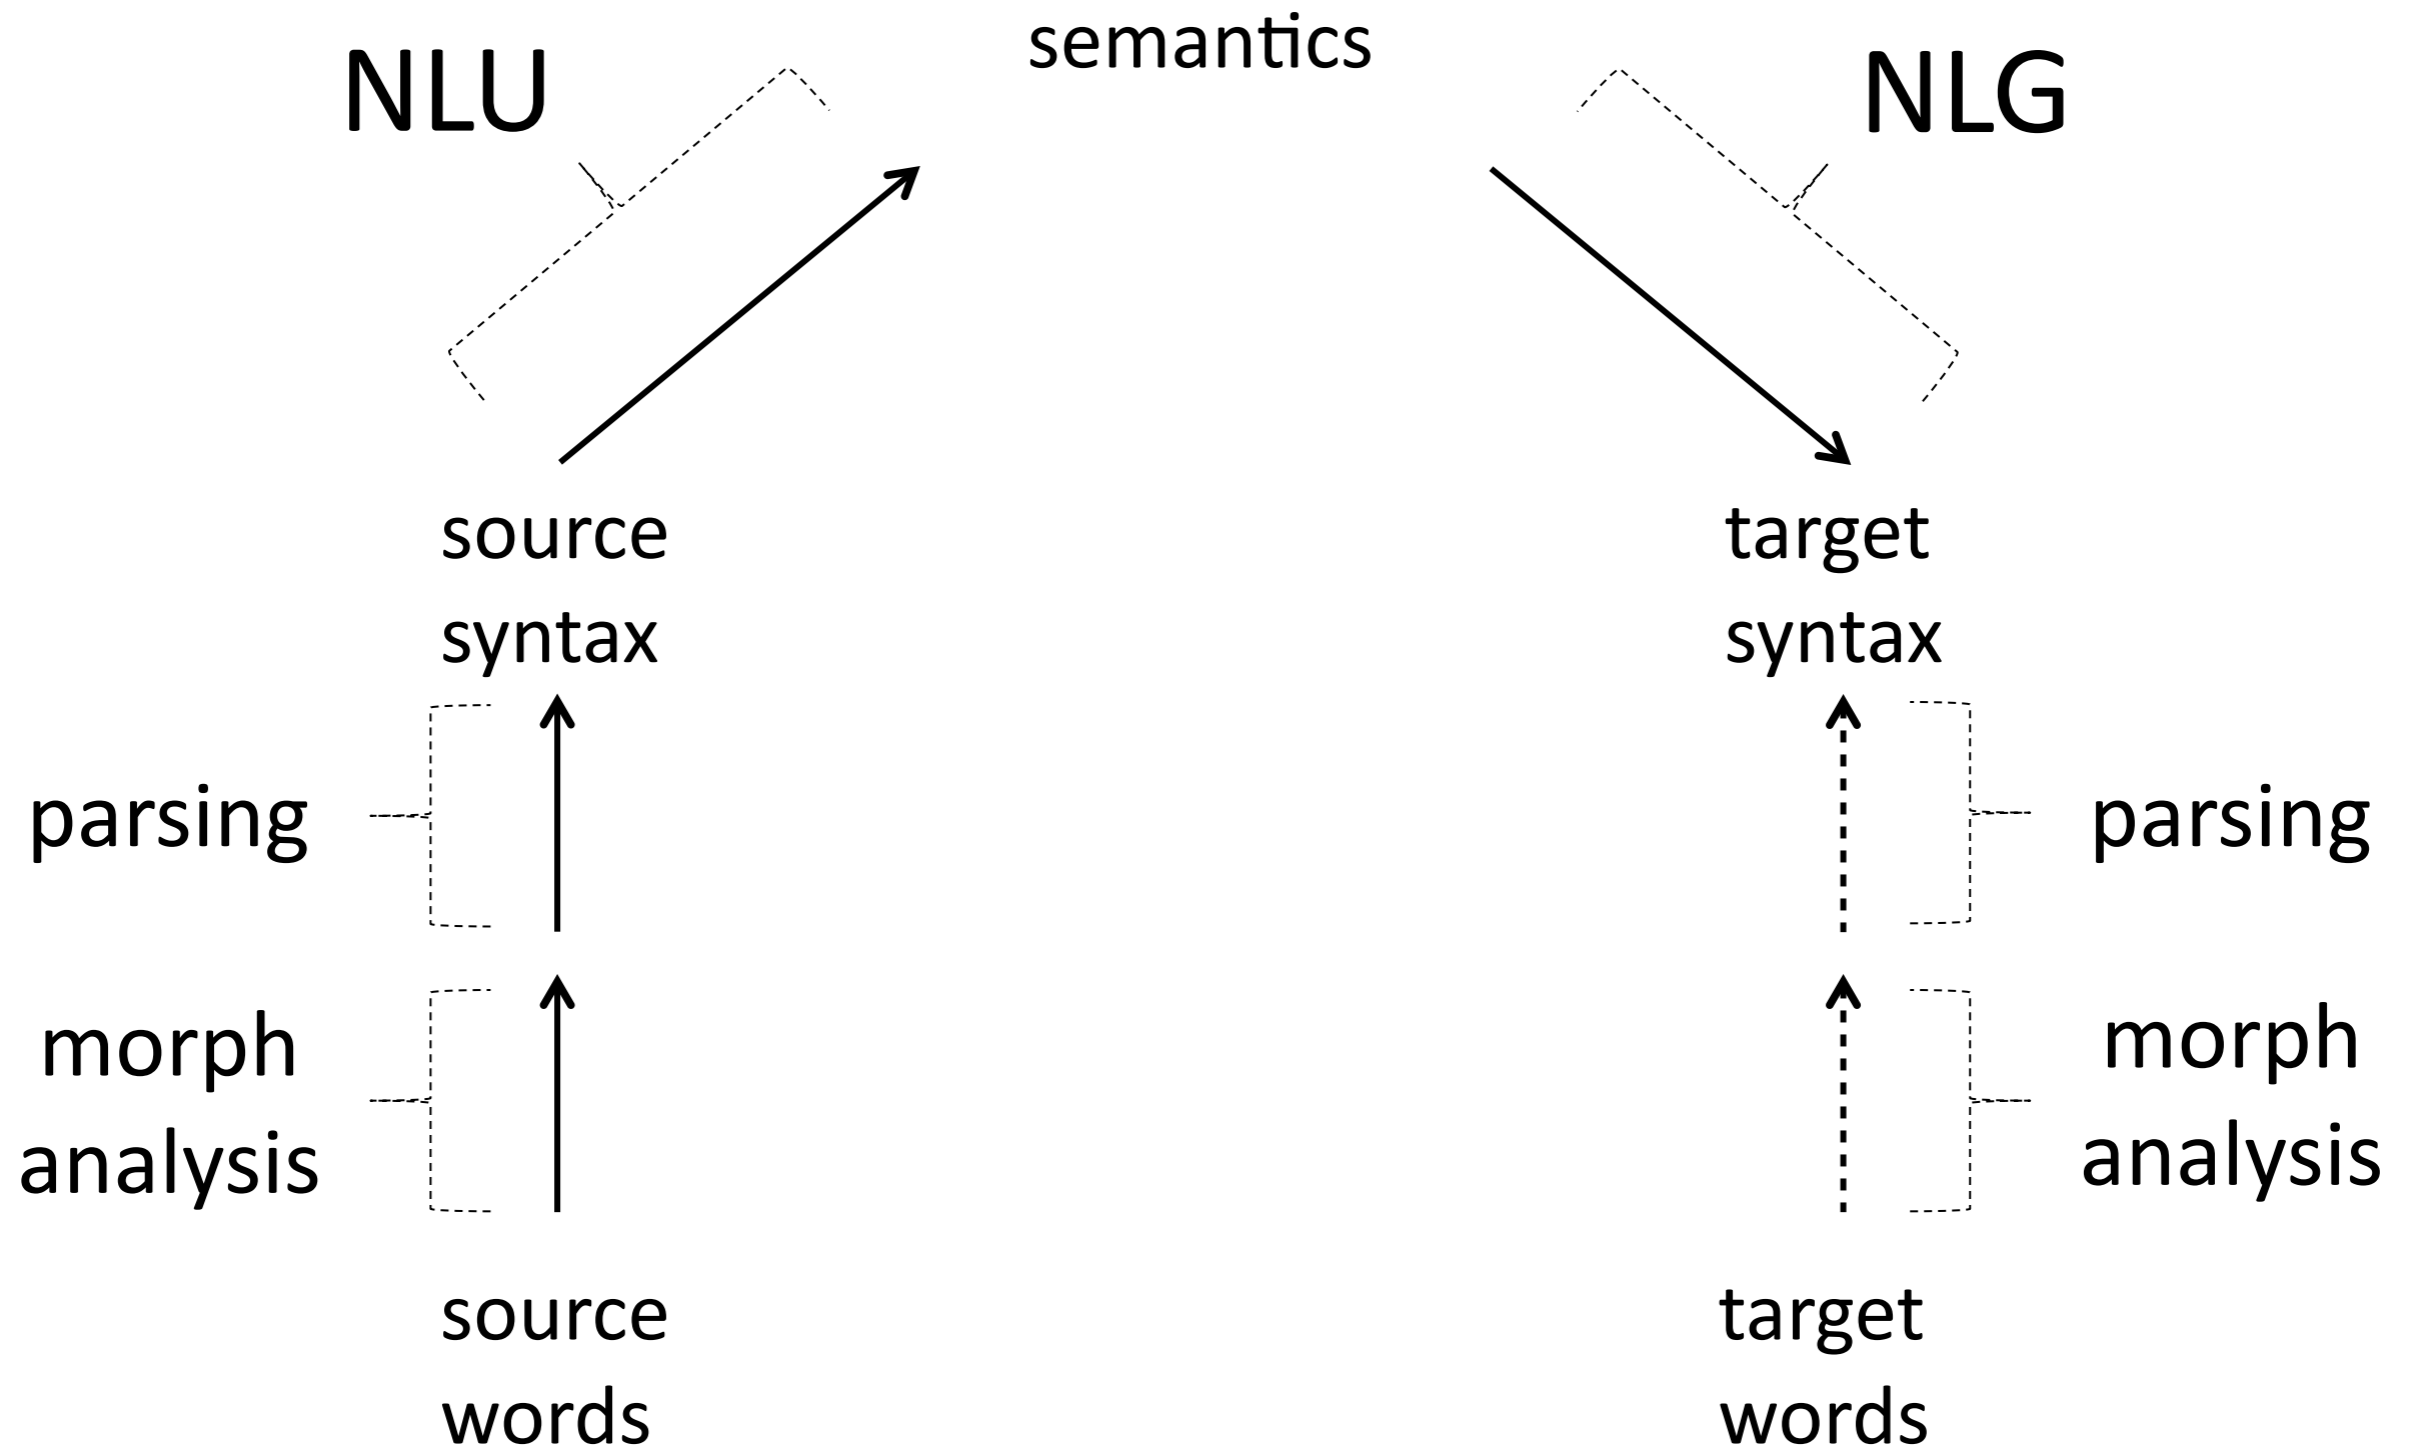 semantics
NLU
NLG
source
syntax
target
syntax
parsing
parsing
morph
analysis
morph
analysis
source
words
target
words